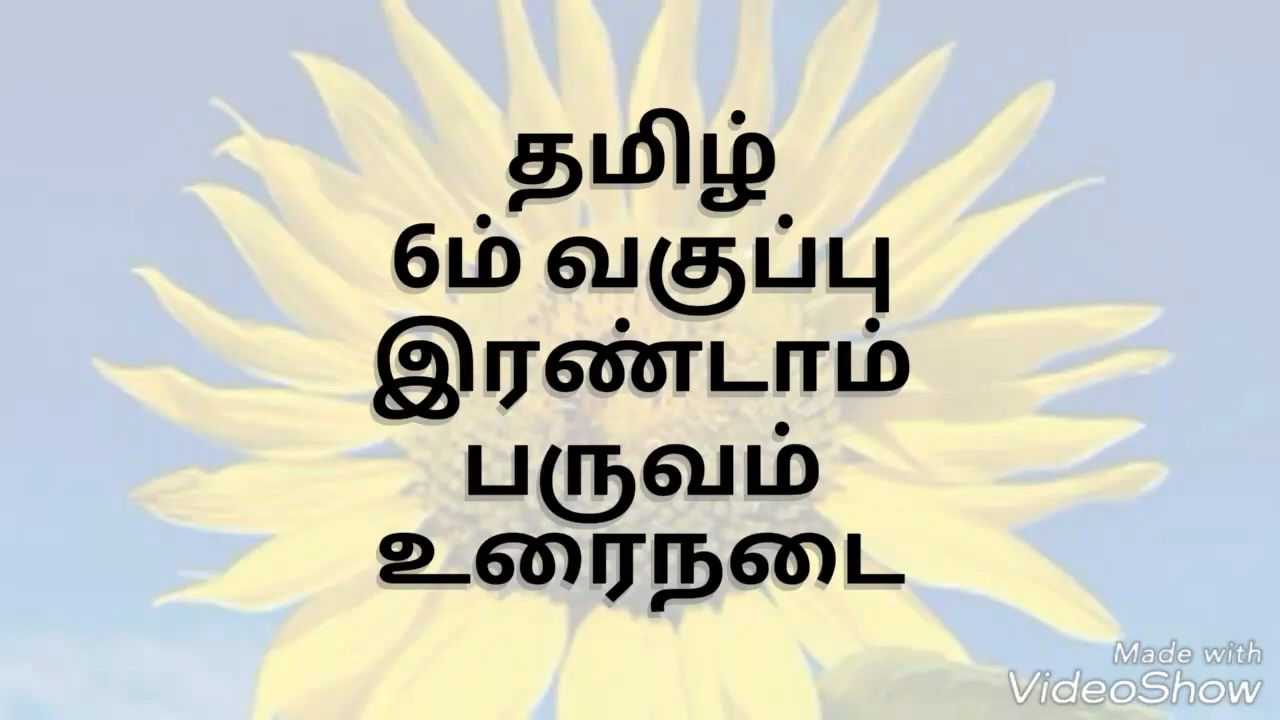 தமிழ்
6ம் வகுப்பு
இரண்டாம்
பருவம்
உரைநடை
Made with
VideoShow